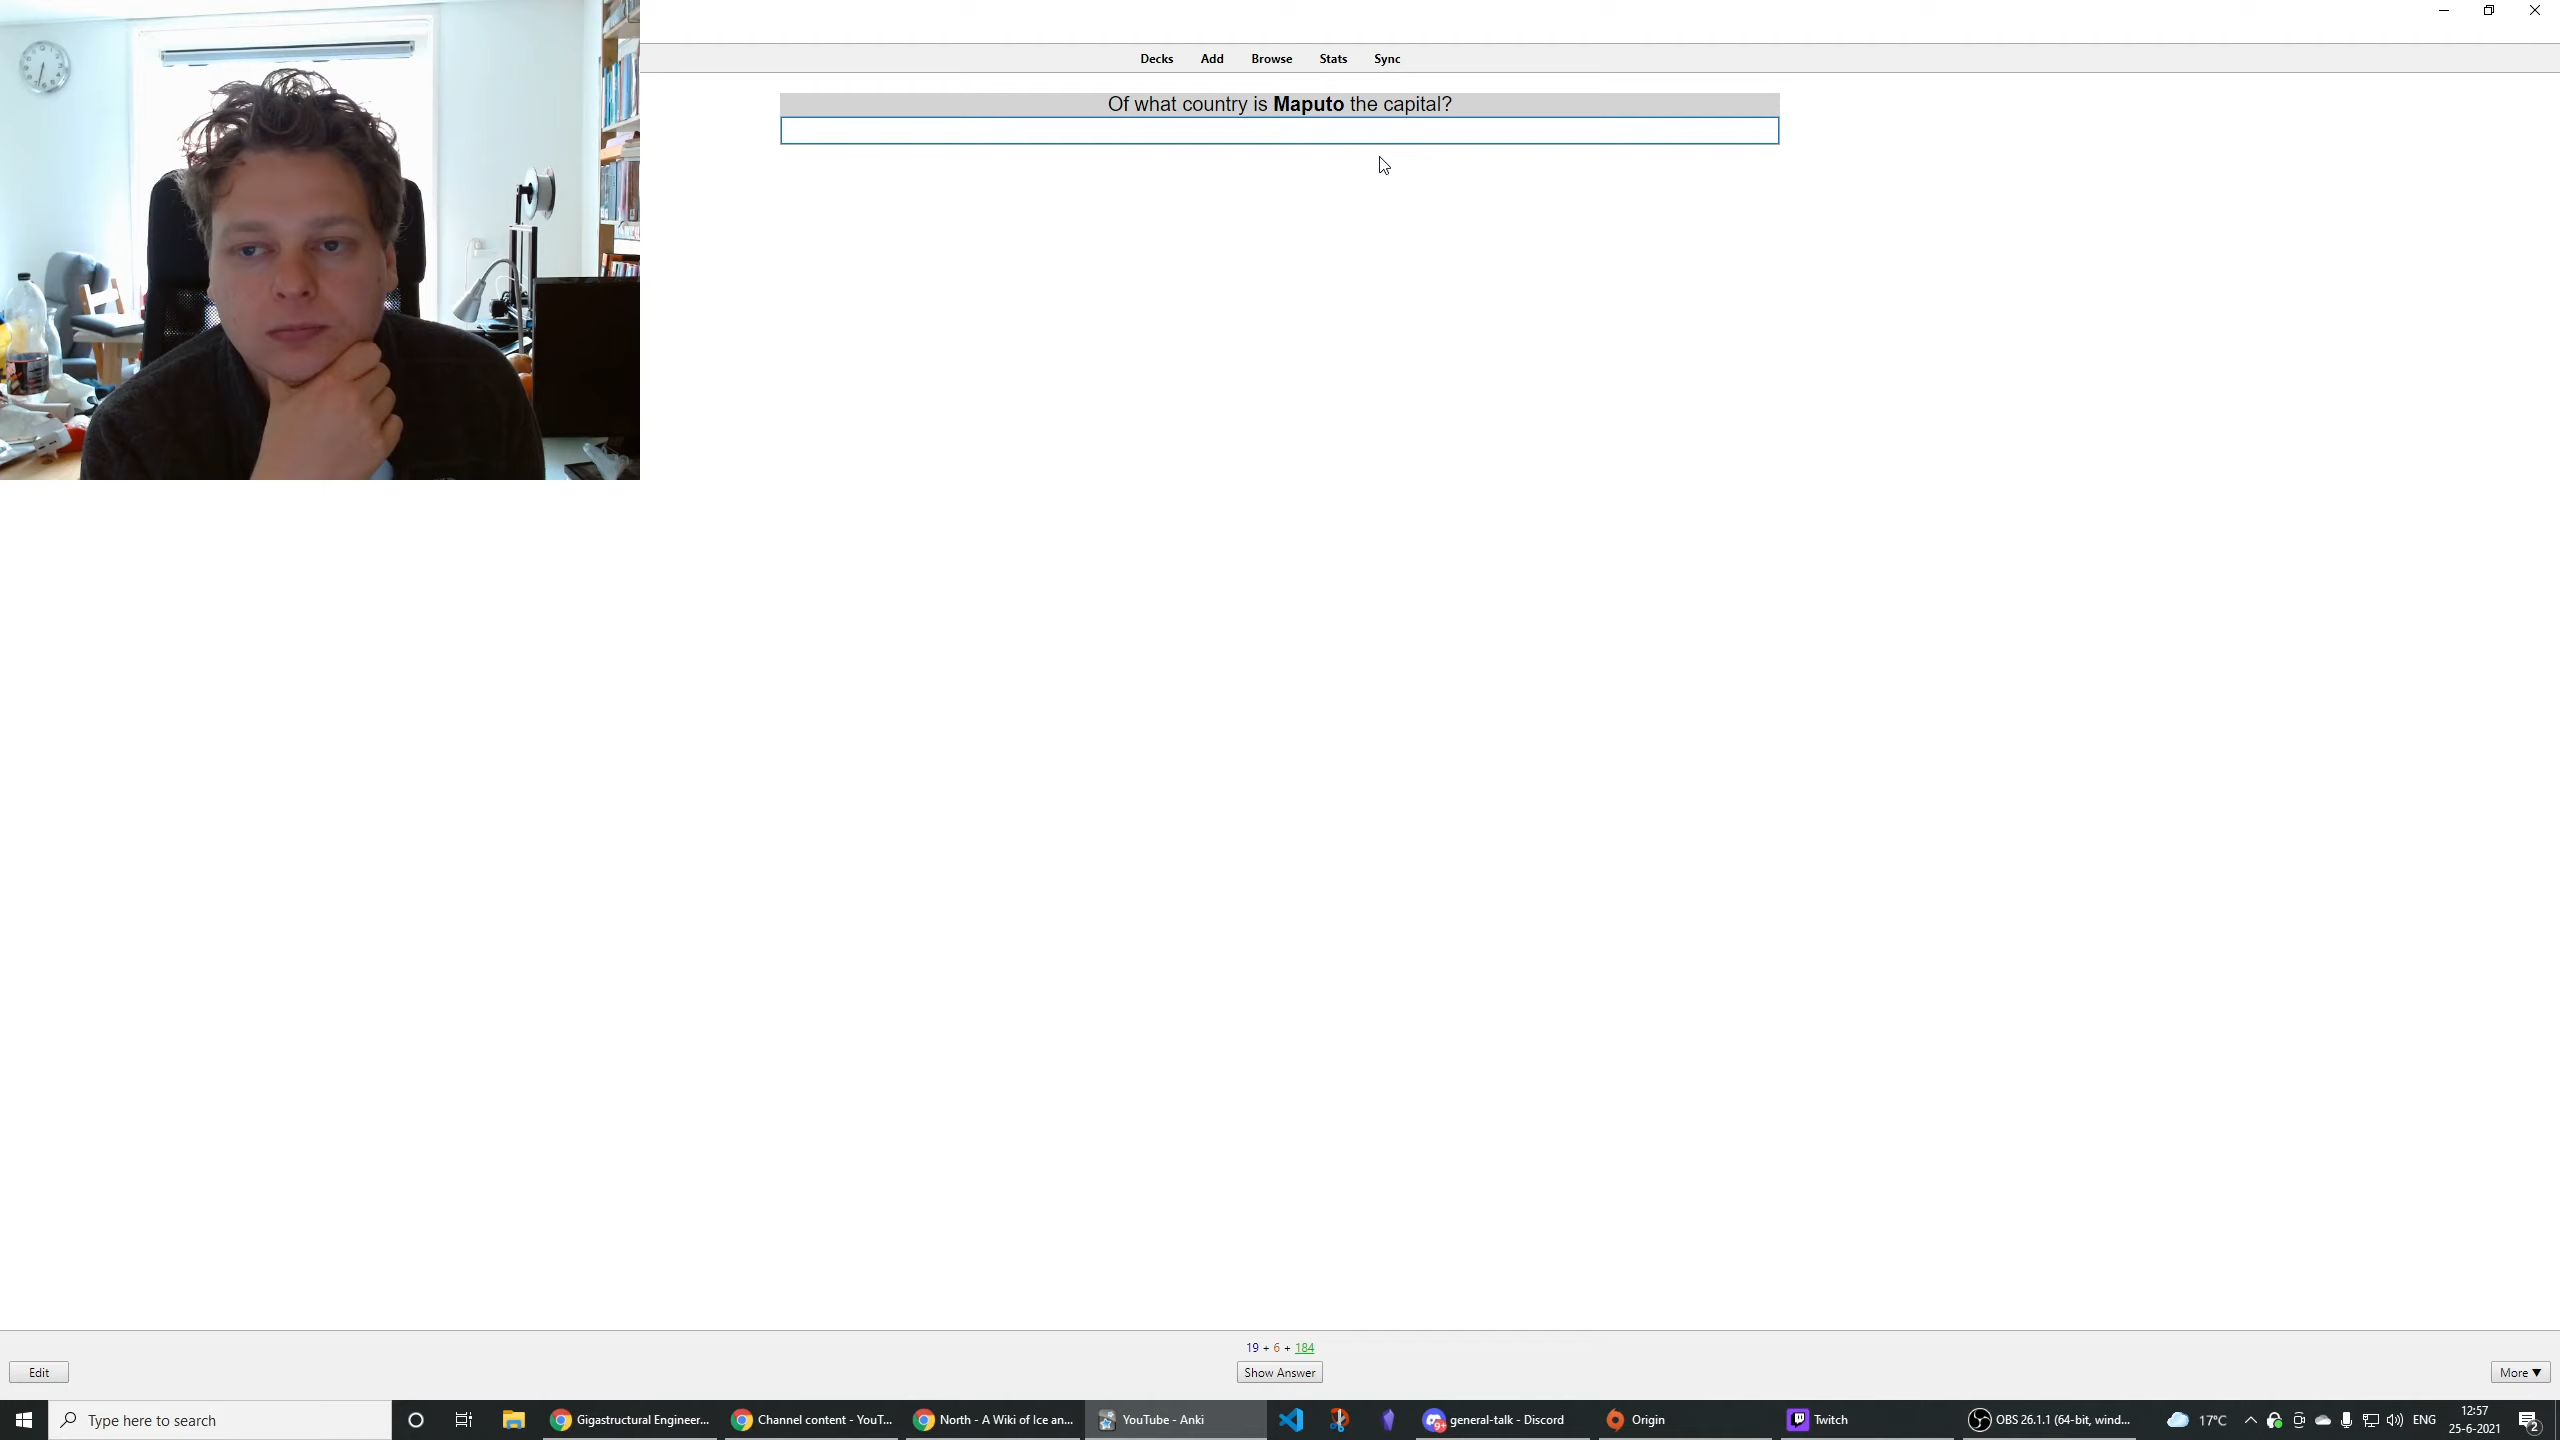 Decks Add Browse Stats Sync
Of what country is Maputo the capital?
19 + 6 + 184
Edit Show Answer More ▼
Type here to search Gigastructural Engineer... Channel content - YouT... North - A Wiki of Ice an... YouTube - Anki general-talk - Discord Origin Twitch OBS 26.1.1 (64-bit, wind... 17°C ENG 12:57
25-6-2021 2